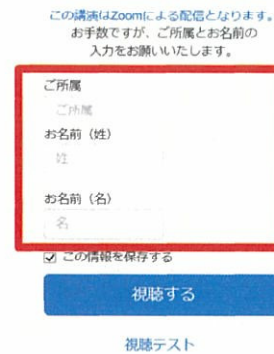 この講演はZoomによる配信となります。
お手数ですが、ご所属とお名前の
入力をお願いいたします。
ご所属
ご所属
お名前（姓）
姓
お名前（名）
名
この情報を保存する
視聴する
視聴テスト